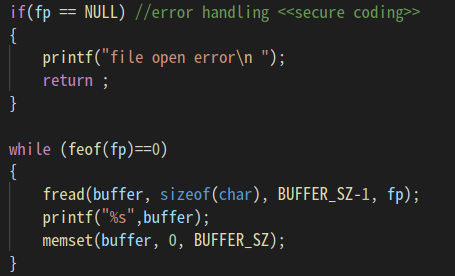 if(fp == NULL) //error handling <<secure coding>>
{
    printf("file open error\n ");
    return ;
}

while (feof(fp)==0)
{
    fread(buffer, sizeof(char), BUFFER_SZ-1, fp);
    printf("%s",buffer);
    memset(buffer, 0, BUFFER_SZ);
}